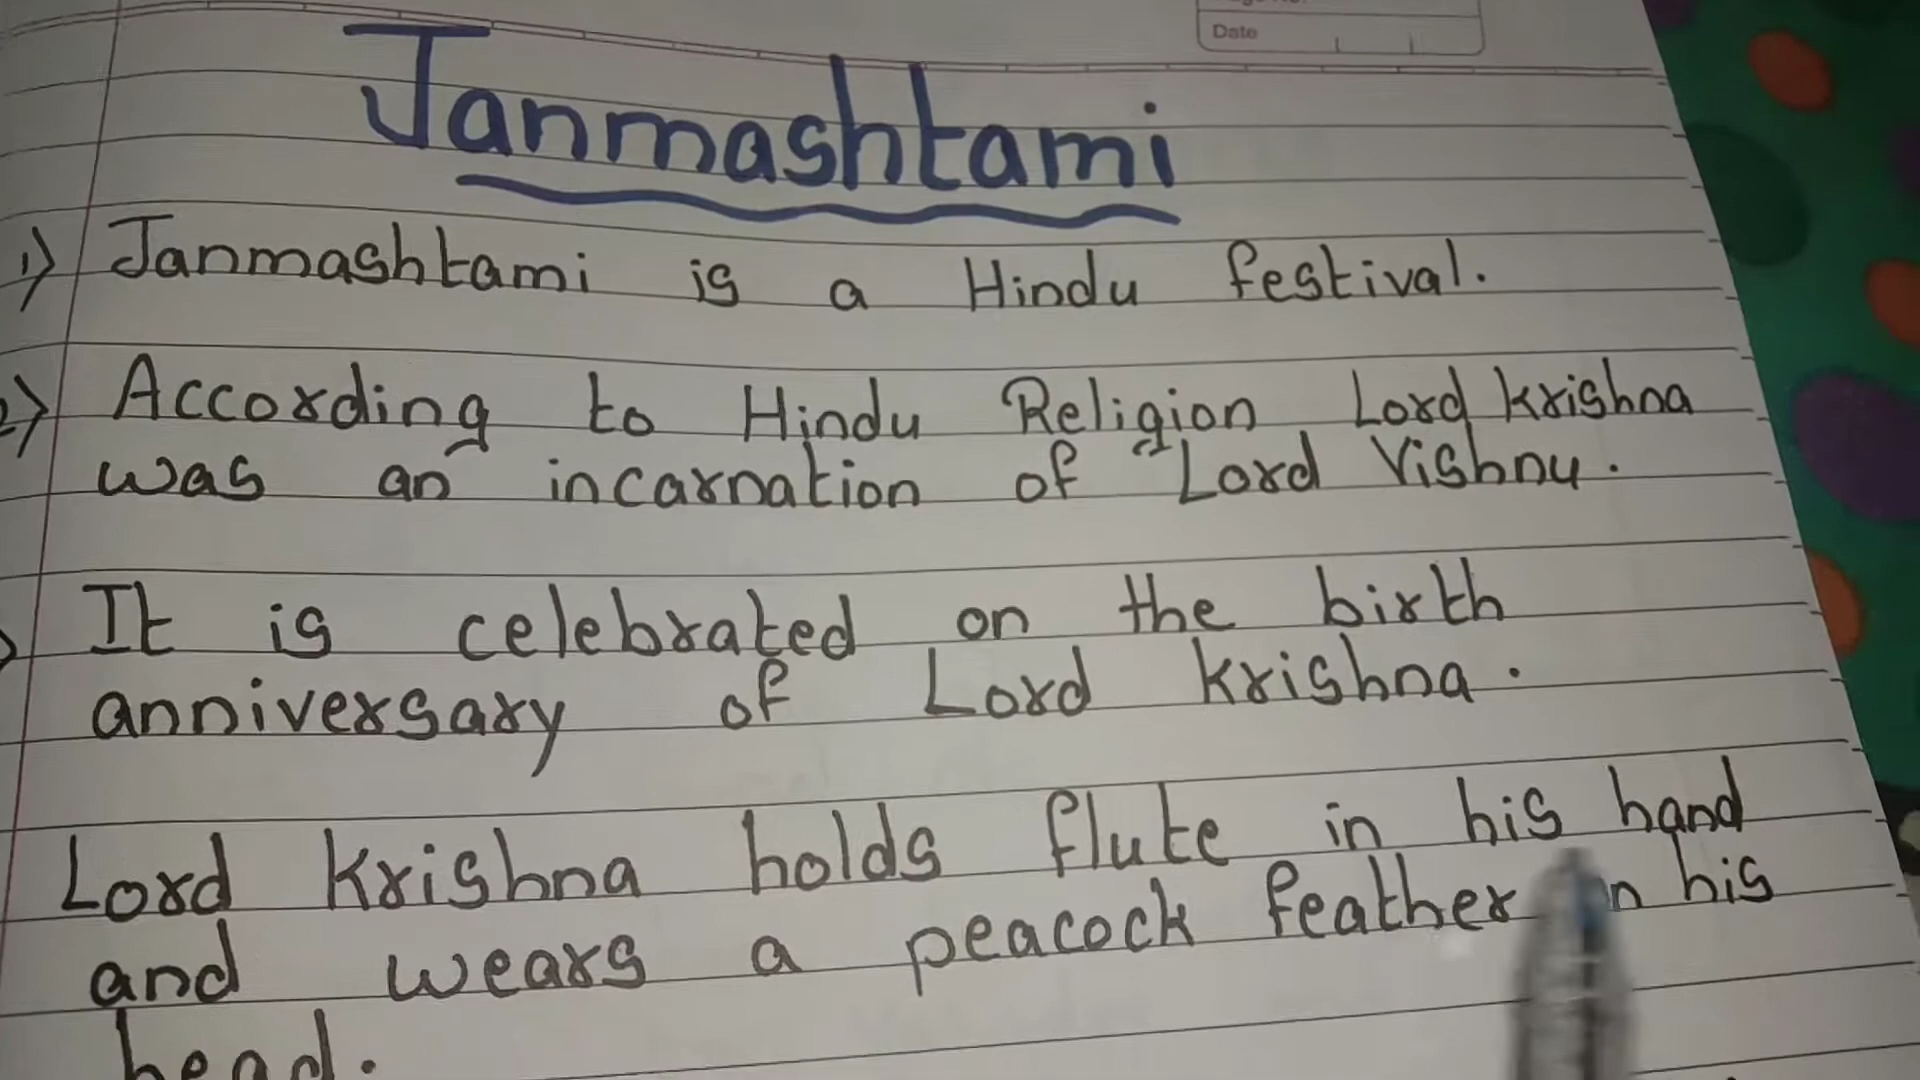 Date
Janmashtami
1) Janmashtami is a Hindu festival.
2) According to Hindu Religion Lord Krishna
was an incarnation of Lord Vishnu.
It is celebrated on the birth
anniversary of Lord Krishna.
Lord Krishna holds flute in his hand
and wears a peacock feather his
head.